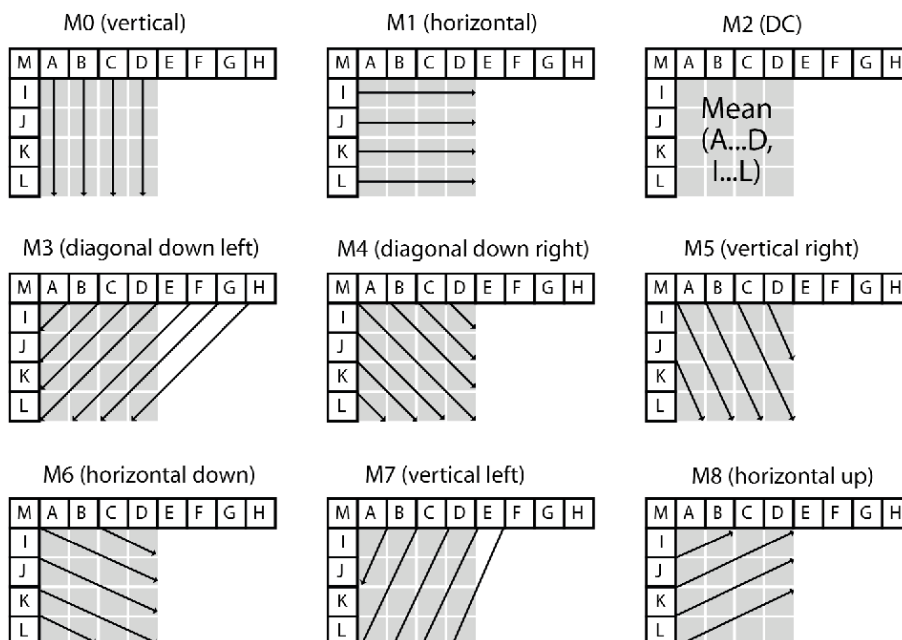 M0 (vertical)
M1 (horizontal)
M2 (DC)
M A B C D E F G H
M A B C D E F G H
M A B C D E F G H
I
I
I
J
J
J
K
K
K
L
L
L
Mean
(A...D,
I...L)
M3 (diagonal down left)
M4 (diagonal down right)
M5 (vertical right)
M A B C D E F G H
M A B C D E F G H
M A B C D E F G H
I
I
I
J
J
J
K
K
K
L
L
L
M6 (horizontal down)
M7 (vertical left)
M8 (horizontal up)
M A B C D E F G H
M A B C D E F G H
M A B C D E F G H
I
I
I
J
J
J
K
K
K
L
L
L